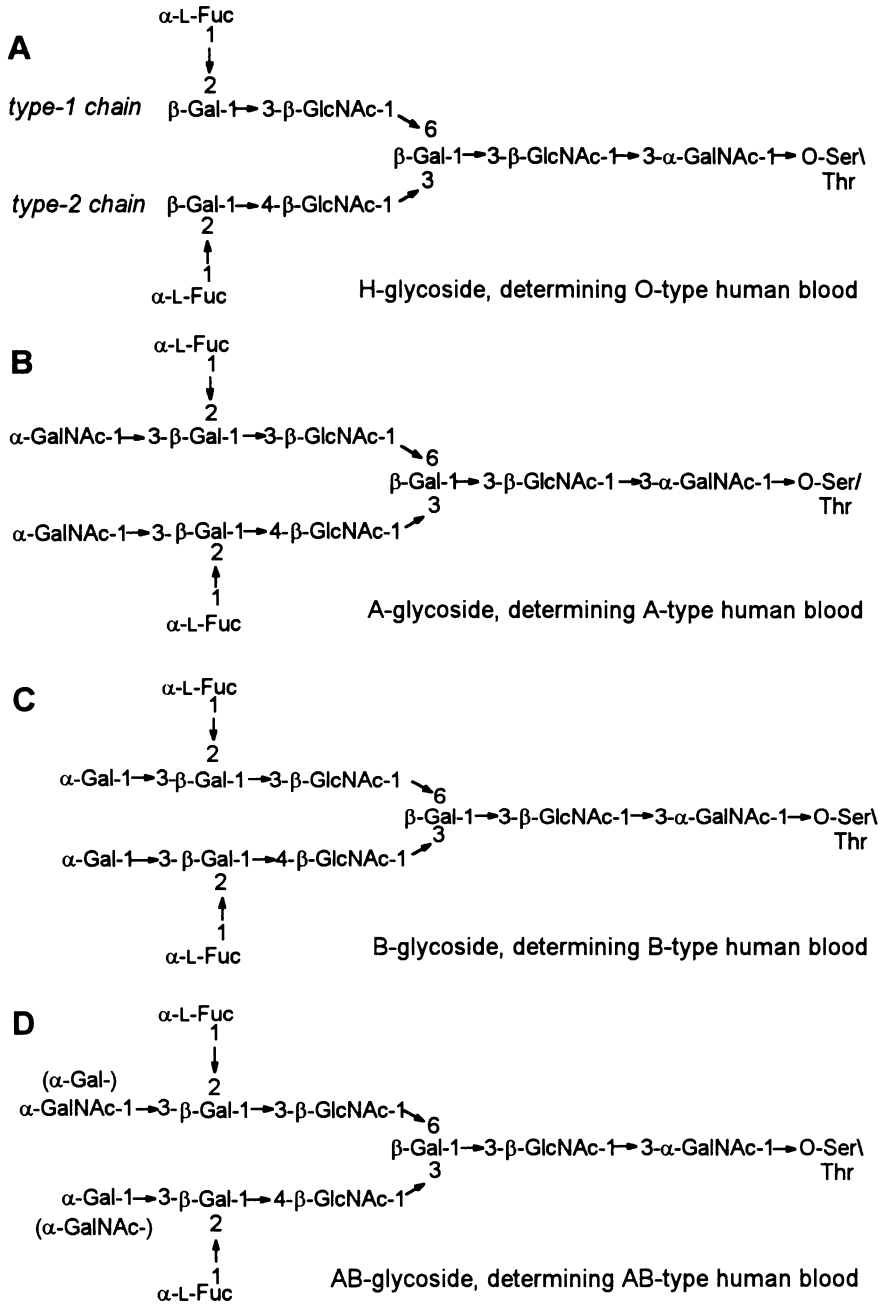 α-L-Fuc
A
1
2
type-1 chain β-Gal-1→3-β-GlcNAc-1
6
β-Gal-1→3-β-GlcNAc-1→3-α-GalNAc-1→O-Ser\
3
Thr
type-2 chain β-Gal-1→4-β-GlcNAc-1
2
1
α-L-Fuc
H-glycoside, determining O-type human blood
α-L-Fuc
B
1
2
α-GalNAc-1→3-β-Gal-1→3-β-GlcNAc-1
6
β-Gal-1→3-β-GlcNAc-1→3-α-GalNAc-1→O-Ser/
3
Thr
α-GalNAc-1→3-β-Gal-1→4-β-GlcNAc-1
2
1
α-L-Fuc
A-glycoside, determining A-type human blood
α-L-Fuc
C
1
2
α-Gal-1→3-β-Gal-1→3-β-GlcNAc-1
6
β-Gal-1→3-β-GlcNAc-1→3-α-GalNAc-1→O-Ser\
3
Thr
α-Gal-1→3-β-Gal-1→4-β-GlcNAc-1
2
1
α-L-Fuc
B-glycoside, determining B-type human blood
α-L-Fuc
D
1
(α-Gal-)
2
α-GalNAc-1→3-β-Gal-1→3-β-GlcNAc-1
6
β-Gal-1→3-β-GlcNAc-1→3-α-GalNAc-1→O-Ser\
3
Thr
α-Gal-1→3-β-Gal-1→4-β-GlcNAc-1
(α-GalNAc-)
2
1
α-L-Fuc
AB-glycoside, determining AB-type human blood